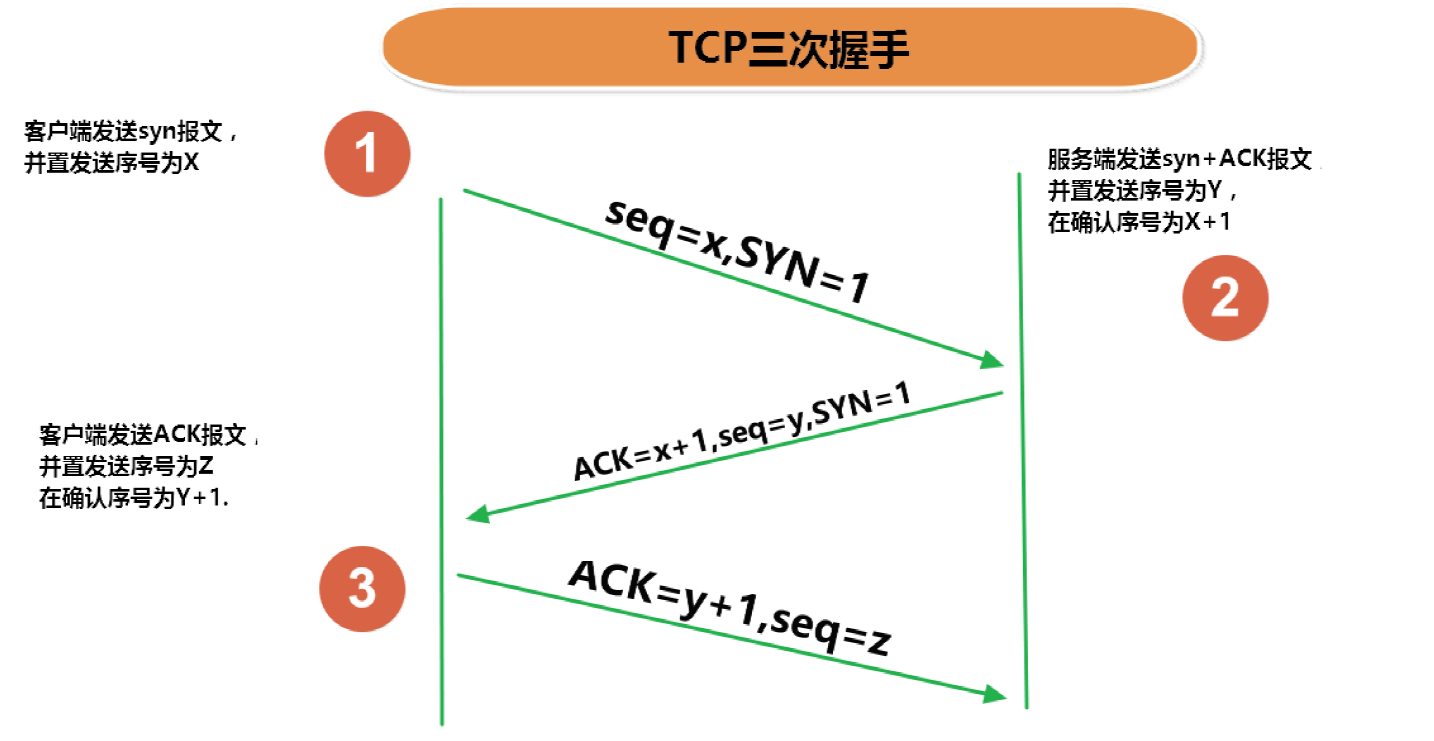 TCP三次握手
客户端发送syn报文，
并置发送序号为X
1
服务端发送syn+ACK报文
并置发送序号为Y，
在确认序号为X+1
2
seq=x,SYN=1
ACK=x+1,seq=y,SYN=1
客户端发送ACK报文，
并置发送序号为Z
在确认序号为Y+1.
3
ACK=y+1,seq=z